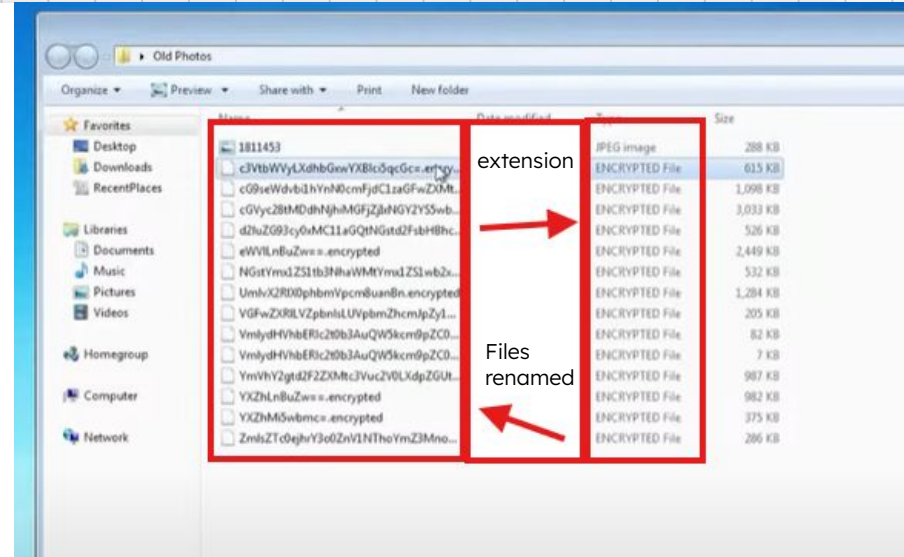 Old Photos
Organize Preview Share with Print New folder
Name Date modified Type Size
Favorites
Desktop
Downloads
RecentPlaces
Libraries
Documents
Music
Pictures
Videos
Homegroup
Computer
Network
1811453 JPEG image 288 KB
ENCRYPTED File 615 KB
ENCRYPTED File 1,098 KB
ENCRYPTED File 3,033 KB
ENCRYPTED File 526 KB
eWVlLnBuZw==.encrypted ENCRYPTED File 2,449 KB
ENCRYPTED File 532 KB
ENCRYPTED File 1,284 KB
ENCRYPTED File 205 KB
ENCRYPTED File 82 KB
ENCRYPTED File 7 KB
ENCRYPTED File 987 KB
YXZhLnBuZw==.encrypted ENCRYPTED File 982 KB
YXZhMi5wbmc=.encrypted ENCRYPTED File 375 KB
ENCRYPTED File 286 KB
extension
Files
renamed